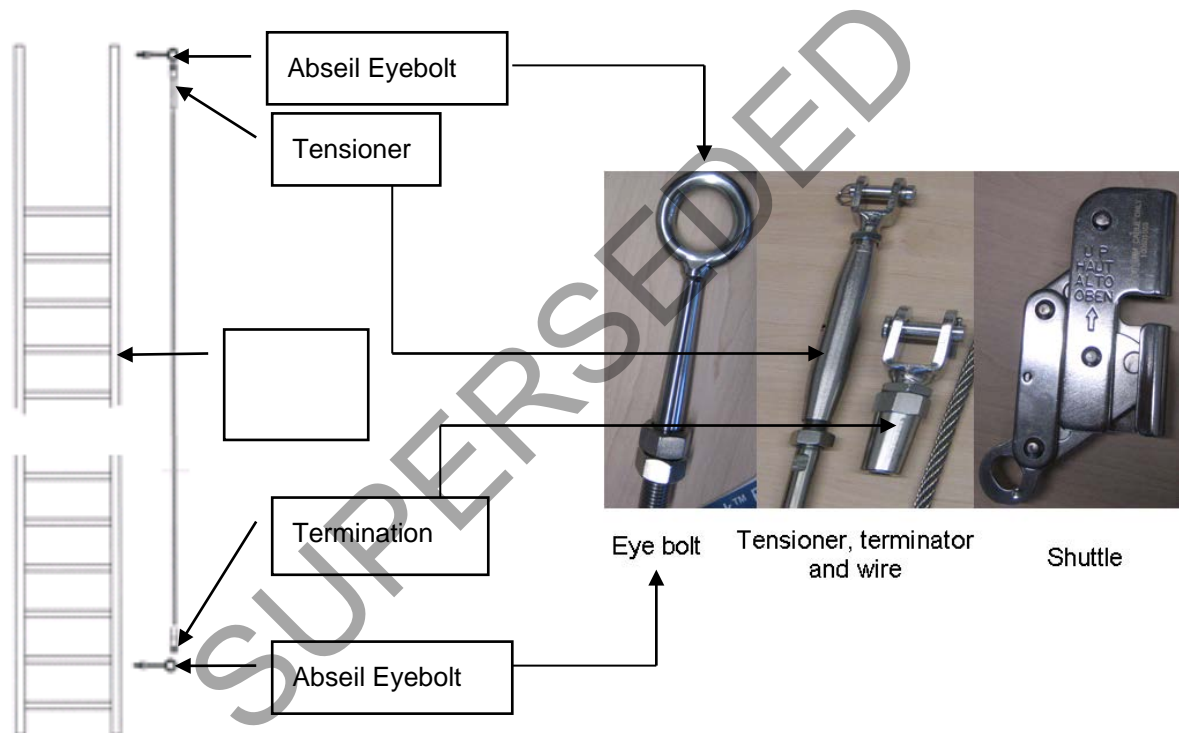 Abseil Eyebolt
Tensioner
Termination
Abseil Eyebolt
UP
HAUT
ALTO
OBEN
Eye bolt
Tensioner, terminator
and wire
Shuttle
SUPERSEDED